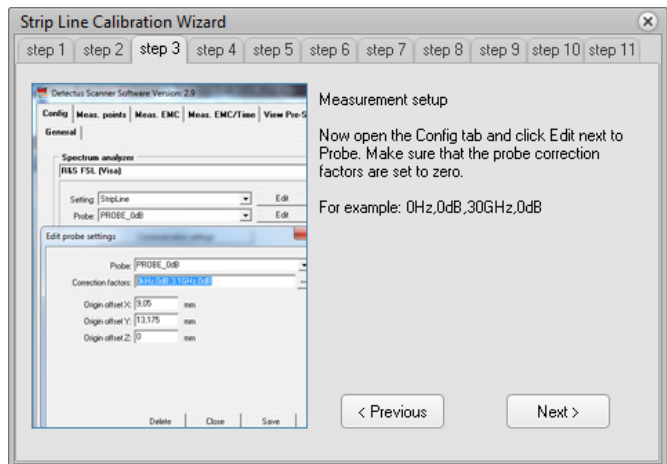 Strip Line Calibration Wizard
step 1 step 2 step 3 step 4 step 5 step 6 step 7 step 8 step 9 step 10 step 11
Detectus Scanner Software Version: 2.9
Config Meas. points Meas. EMC Meas. EMC/Time View Pre-S
General
Spectrum analyzer
R&S FSL (Visa)
Setting: StripLine Edit
Probe: PROBE_0dB Edit
Edit probe settings
Probe: PROBE_0dB
Correction factors:
Origin offset X: 9,05 mm
Origin offset Y: 13,175 mm
Origin offset Z: 0 mm
Delete Close Save
Measurement setup
Now open the Config tab and click Edit next to
Probe. Make sure that the probe correction
factors are set to zero.
For example: 0Hz,0dB,30GHz,0dB
< Previous Next >